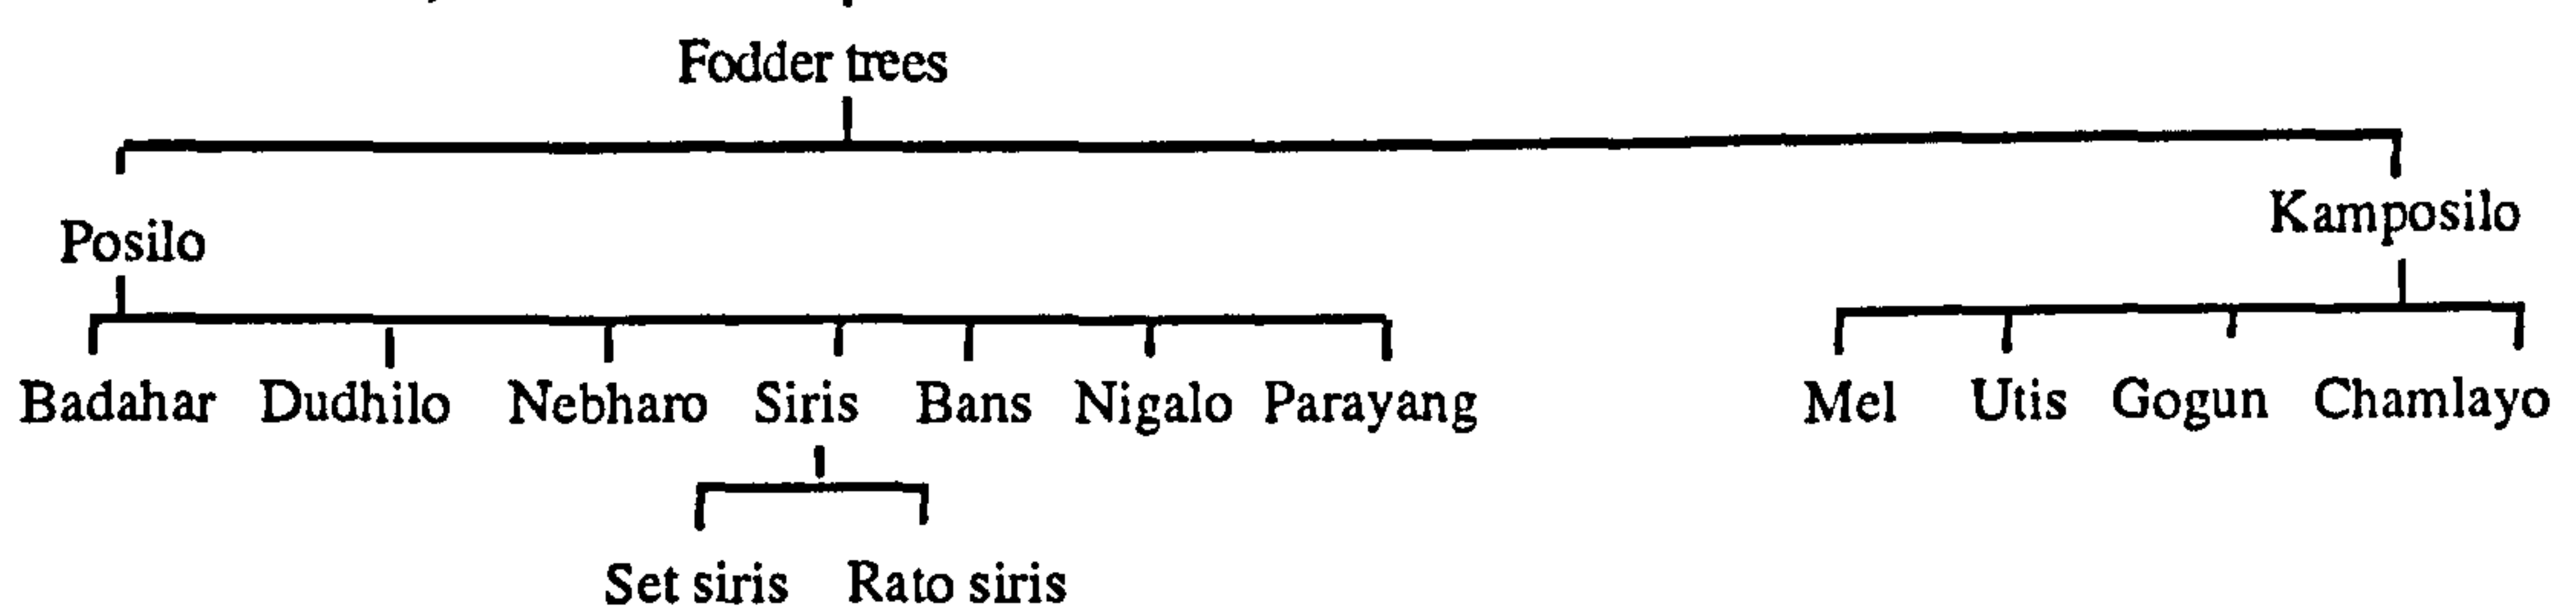 Fodder trees
Posilo
Kamposilo
Badahar Dudhilo Nebharo Siris Bans Nigalo Parayang Mel Utis Gogun Chamlayo
Set siris Rato siris